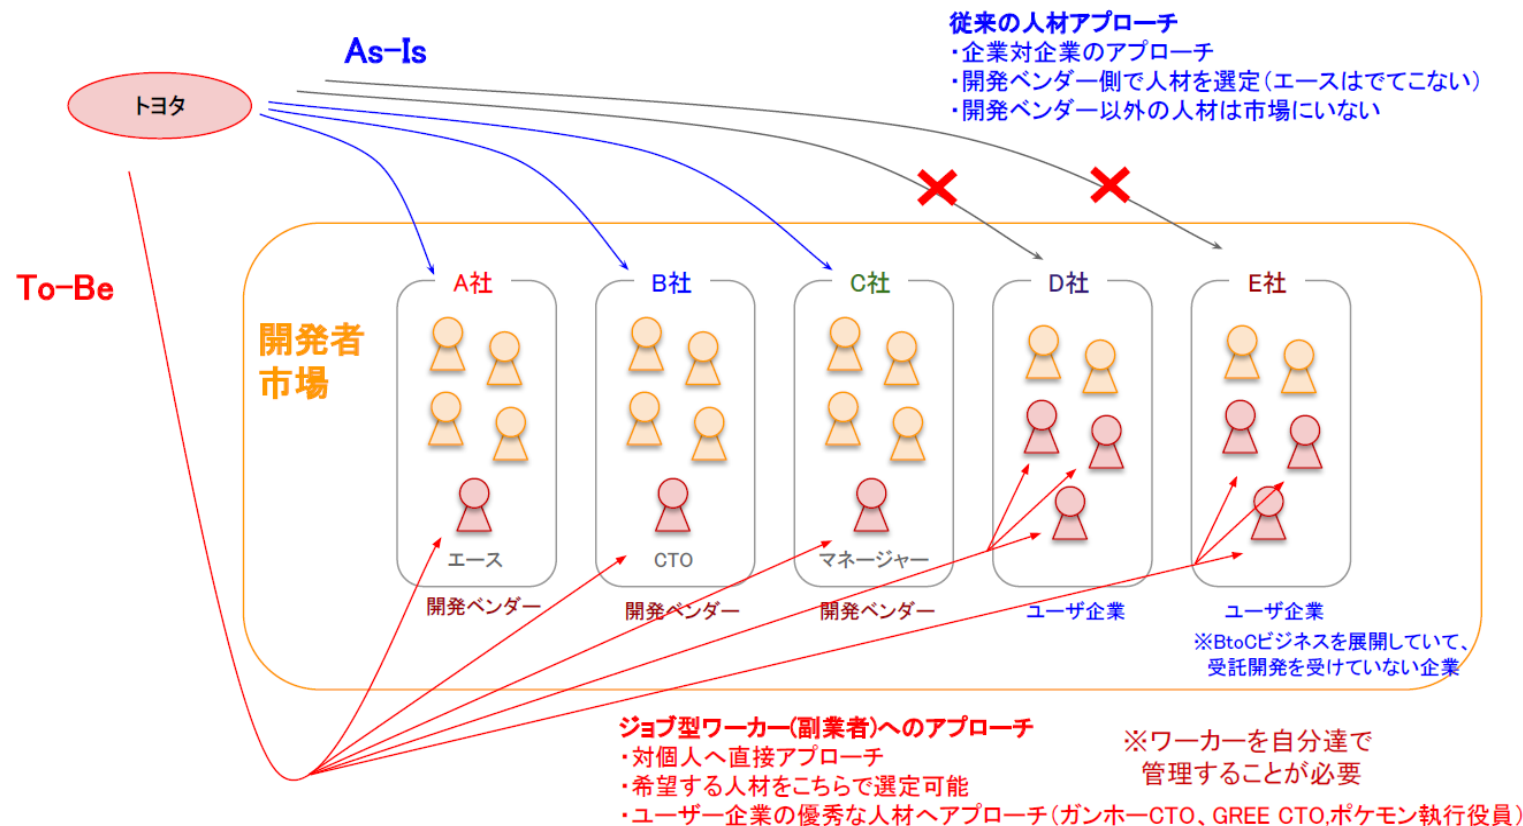 As-Is
従来の人材アプローチ
・企業対企業のアプローチ
・開発ベンダー側で人材を選定（エースはでてこない）
・開発ベンダー以外の人材は市場にいない
トヨタ
To-Be
開発者
市場
A社
B社
C社
D社
E社
エース
CTO
マネージャー
開発ベンダー
開発ベンダー
開発ベンダー
ユーザ企業
ユーザ企業
※BtoCビジネスを展開していて、
受託開発を受けていない企業
ジョブ型ワーカー(副業者)へのアプローチ
・対個人へ直接アプローチ
・希望する人材をこちらで選定可能
・ユーザー企業の優秀な人材へアプローチ（ガンホーCTO、GREE CTO,ポケモン執行役員）
※ワーカーを自分達で
管理することが必要